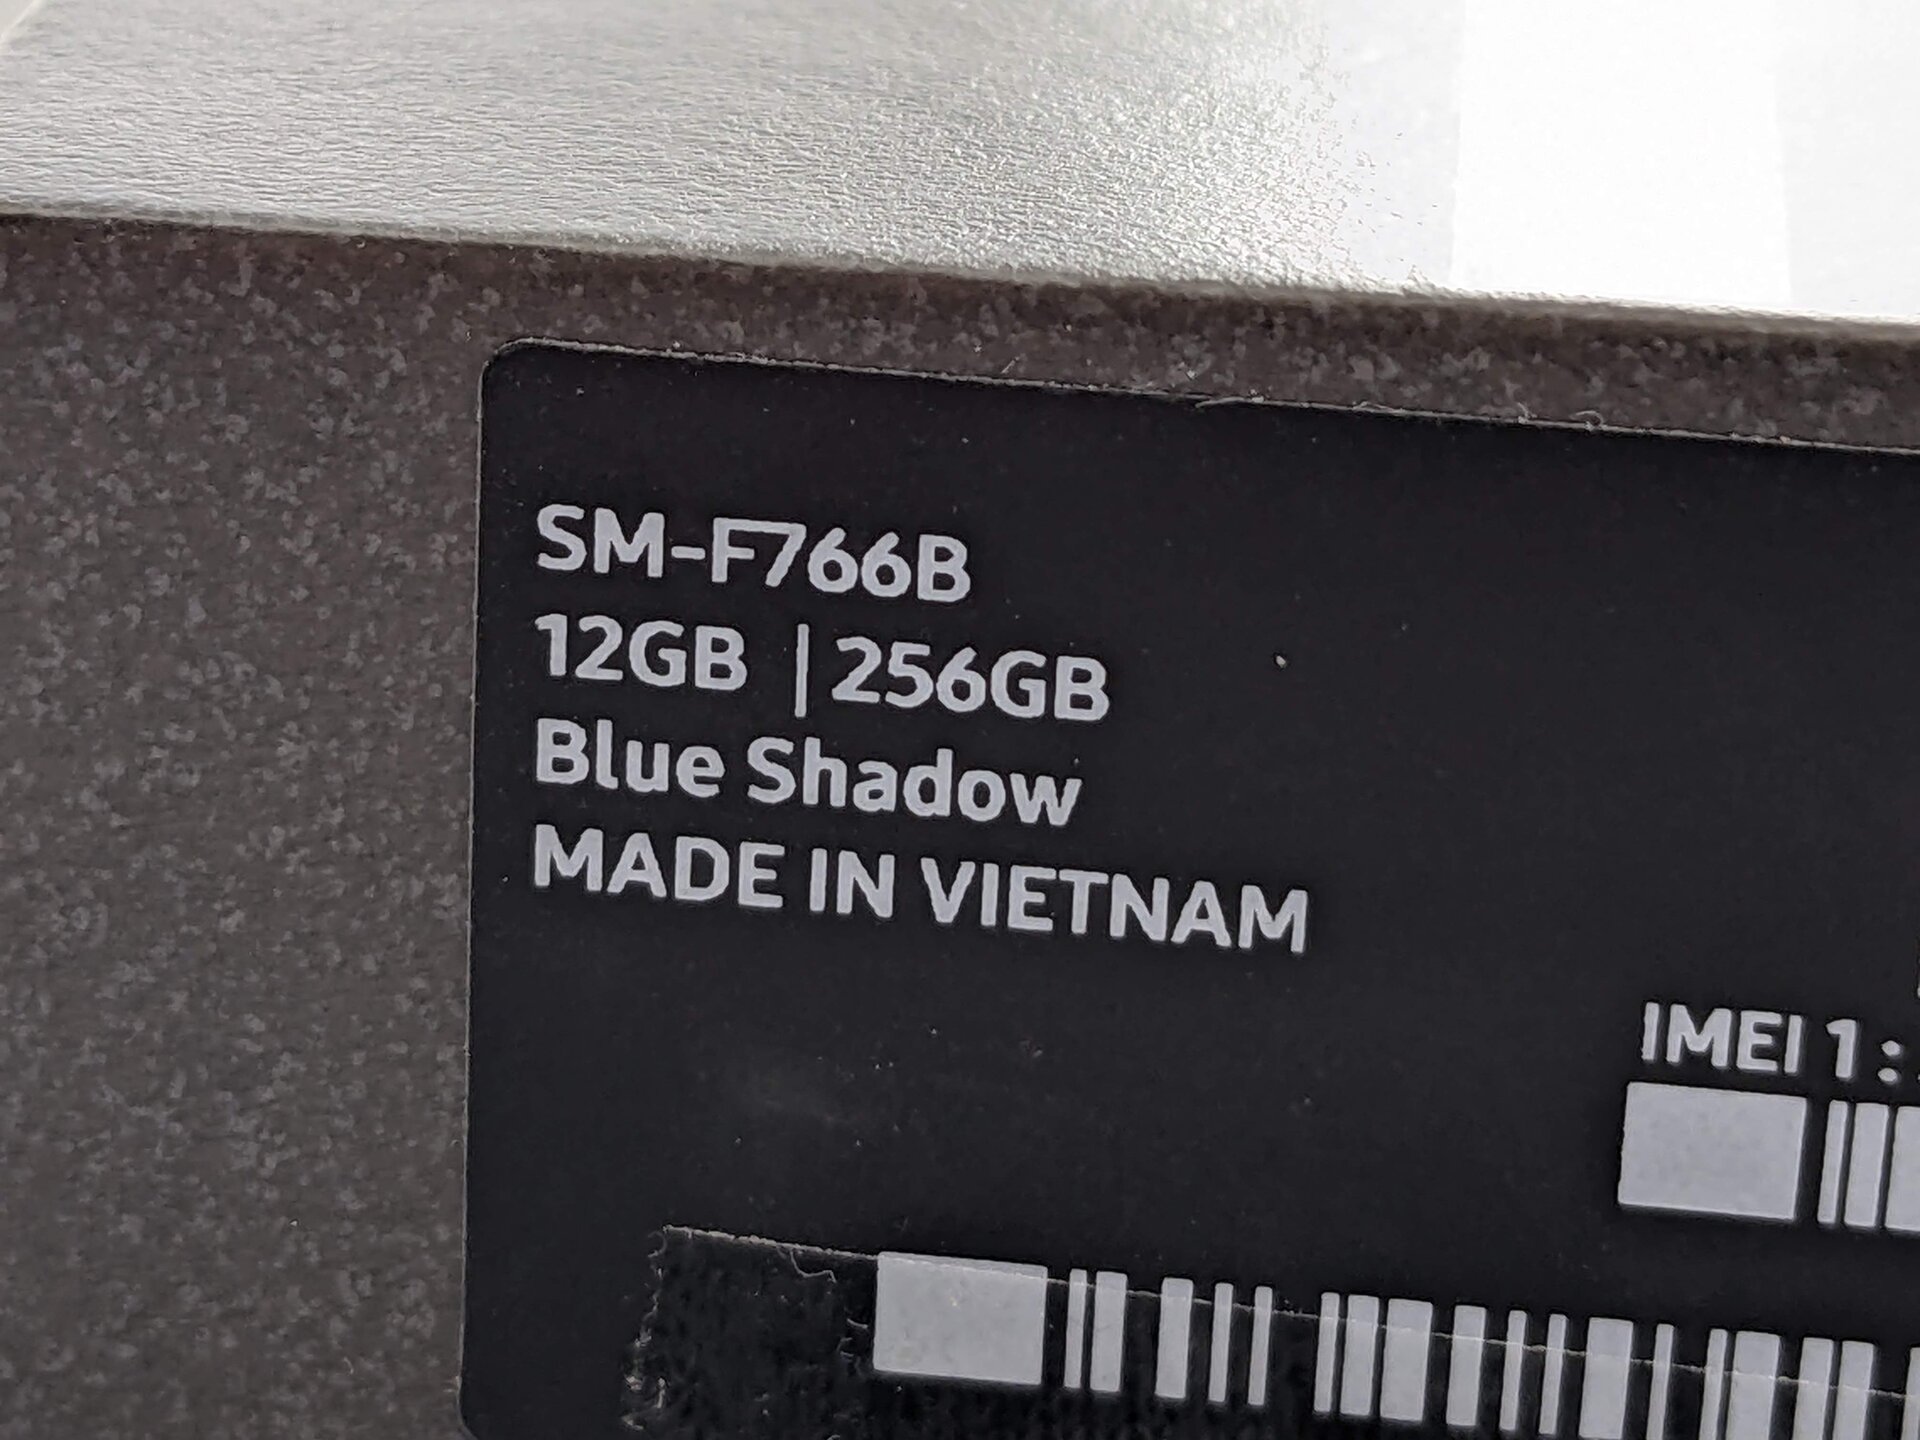 SM-F766B
12GB | 256GB
Blue Shadow
MADE IN VIETNAM
IMEI 1 :